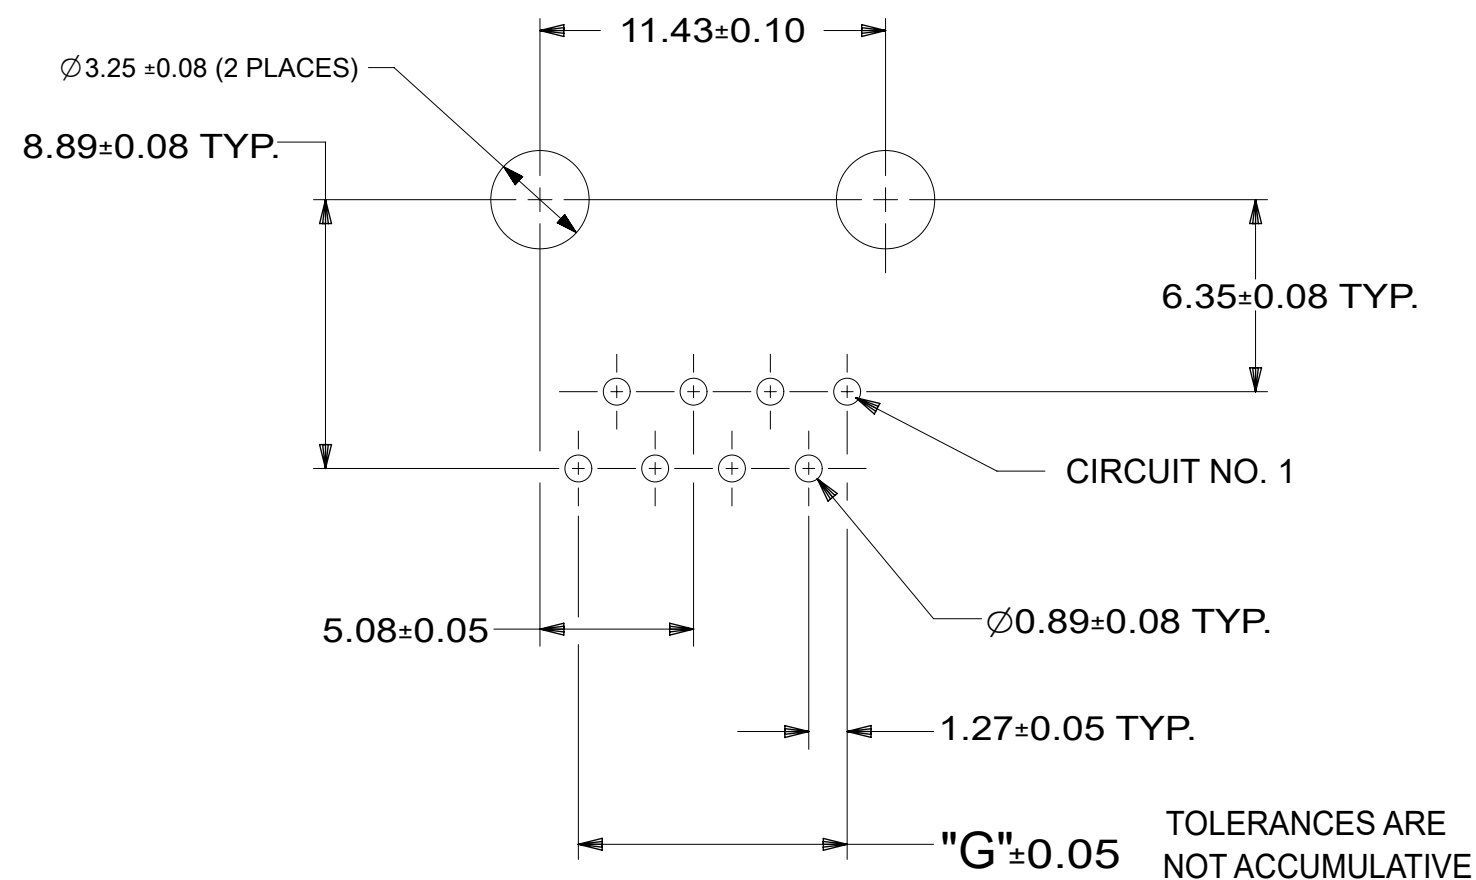 11.43±0.10
∅3.25 ±0.08 (2 PLACES)
8.89±0.08 TYP.
6.35±0.08 TYP.
CIRCUIT NO. 1
5.08±0.05
∅0.89±0.08 TYP.
1.27±0.05 TYP.
"G"±0.05
TOLERANCES ARE
NOT ACCUMULATIVE